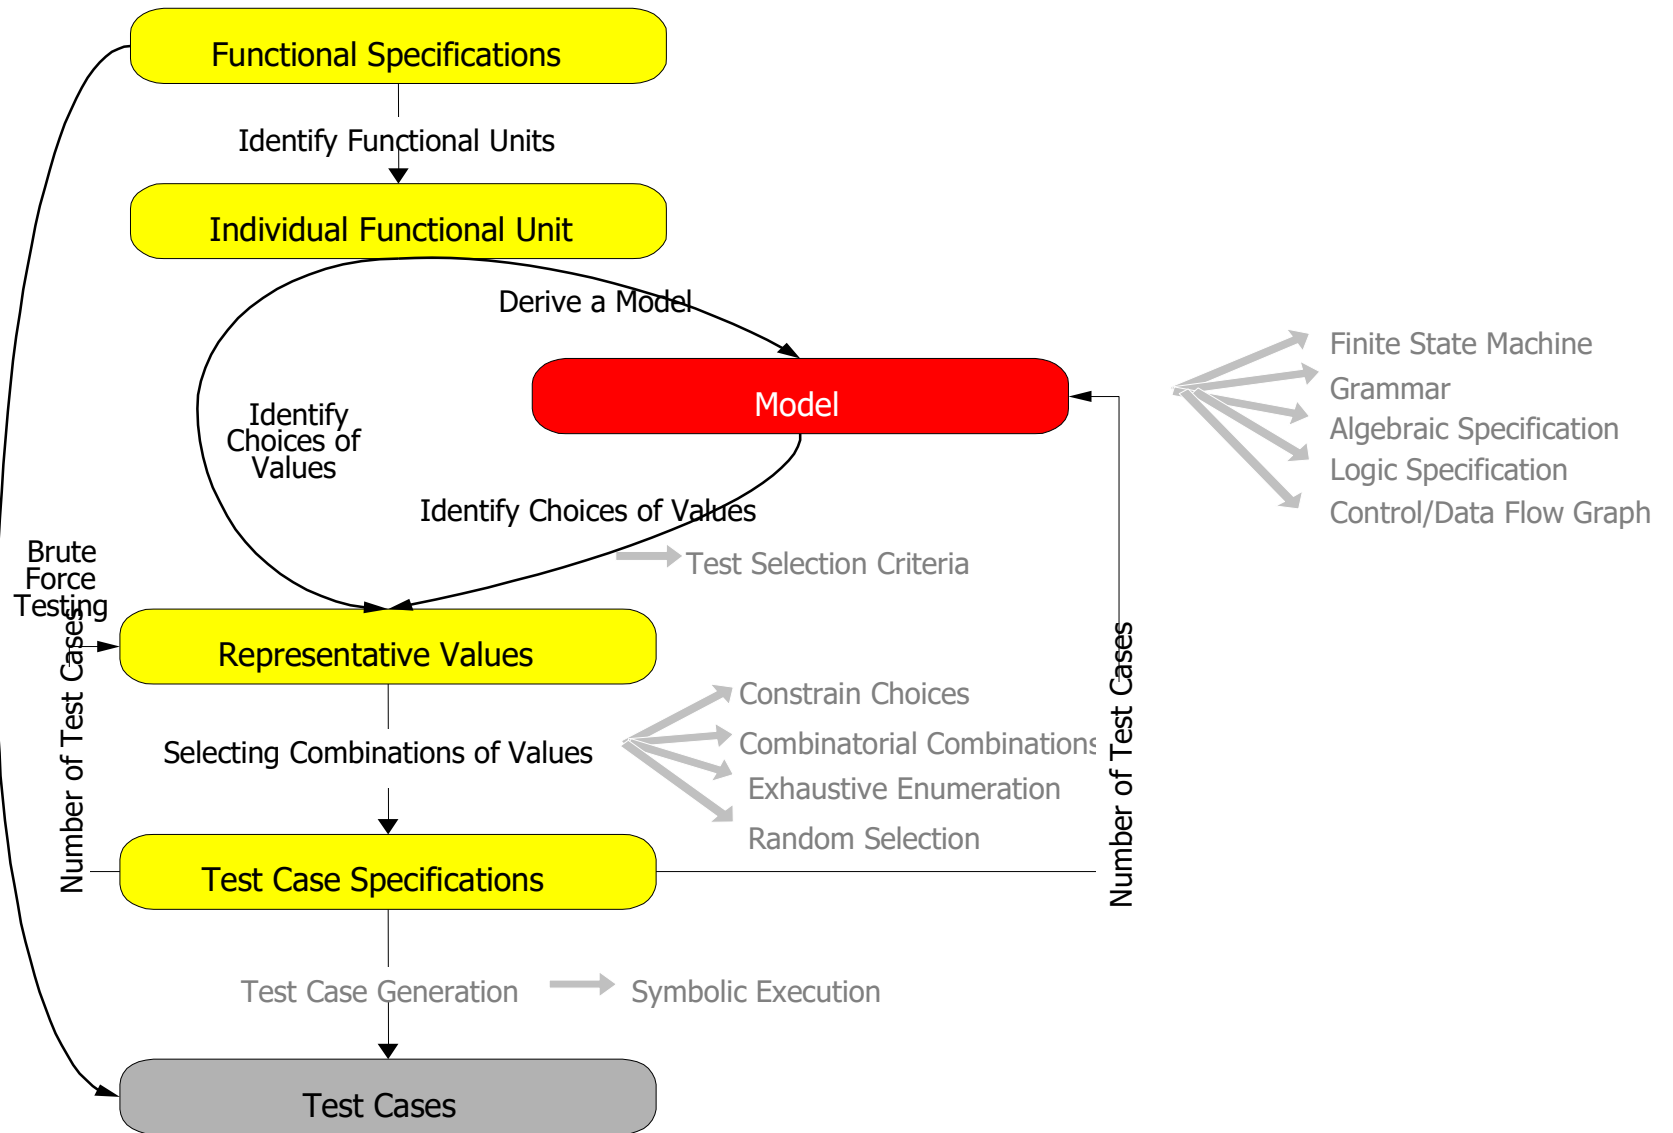 Functional Specifications
Identify Functional Units
Individual Functional Unit
Derive a Model
Model
Finite State Machine
Grammar
Algebraic Specification
Logic Specification
Control/Data Flow Graph
Identify
Choices of
Values
Identify Choices of Values
Test Selection Criteria
Brute
Force
Testing
Number of Test Cases
Representative Values
Selecting Combinations of Values
Constrain Choices
Combinatorial Combinations
Exhaustive Enumeration
Random Selection
Number of Test Cases
Test Case Specifications
Test Case Generation
Symbolic Execution
Test Cases